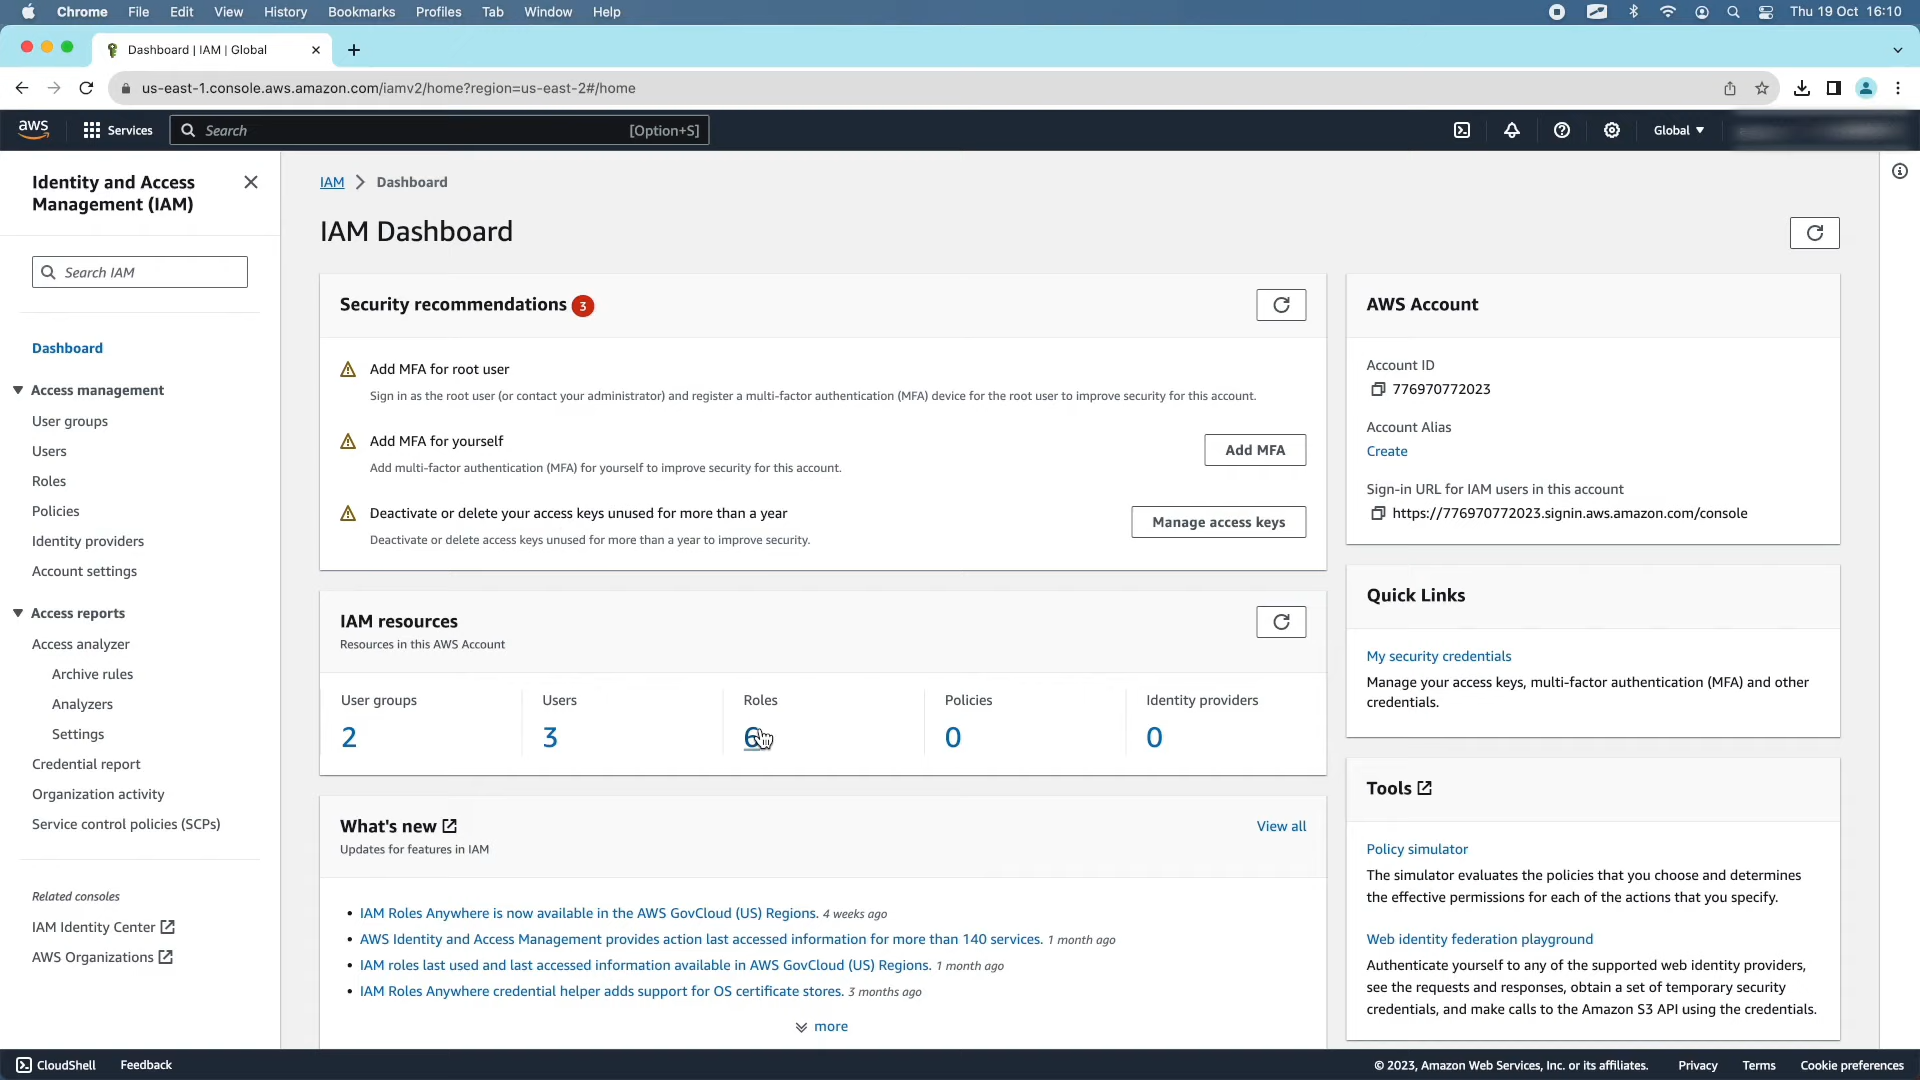 Chrome File Edit View History Bookmarks Profiles Tab Window Help
Thu 19 Oct 16:10
Dashboard | IAM | Global
us-east-1.console.aws.amazon.com/iamv2/home?region=us-east-2#/home
aws
Services
Search
[Option+S]
Global
Identity and Access
Management (IAM)
Search IAM
Dashboard
Access management
User groups
Users
Roles
Policies
Identity providers
Account settings
Access reports
Access analyzer
Archive rules
Analyzers
Settings
Credential report
Organization activity
Service control policies (SCPs)
Related consoles
IAM Identity Center
AWS Organizations
IAM > Dashboard
IAM Dashboard
Security recommendations 3
Add MFA for root user
Sign in as the root user (or contact your administrator) and register a multi-factor authentication (MFA) device for the root user to improve security for this account.
Add MFA for yourself
Add multi-factor authentication (MFA) for yourself to improve security for this account.
Add MFA
Deactivate or delete your access keys unused for more than a year
Deactivate or delete access keys unused for more than a year to improve security.
Manage access keys
IAM resources
Resources in this AWS Account
User groups
2
Users
3
Roles
6
Policies
0
Identity providers
0
What's new
Updates for features in IAM
View all
• IAM Roles Anywhere is now available in the AWS GovCloud (US) Regions. 4 weeks ago
• AWS Identity and Access Management provides action last accessed information for more than 140 services. 1 month ago
• IAM roles last used and last accessed information available in AWS GovCloud (US) Regions. 1 month ago
• IAM Roles Anywhere credential helper adds support for OS certificate stores. 3 months ago
more
AWS Account
Account ID
776970772023
Account Alias
Create
Sign-in URL for IAM users in this account
https://776970772023.signin.aws.amazon.com/console
Quick Links
My security credentials
Manage your access keys, multi-factor authentication (MFA) and other
credentials.
Tools
Policy simulator
The simulator evaluates the policies that you choose and determines
the effective permissions for each of the actions that you specify.
Web identity federation playground
Authenticate yourself to any of the supported web identity providers,
see the requests and responses, obtain a set of temporary security
credentials, and make calls to the Amazon S3 API using the credentials.
CloudShell
Feedback
© 2023, Amazon Web Services, Inc. or its affiliates.
Privacy
Terms
Cookie preferences